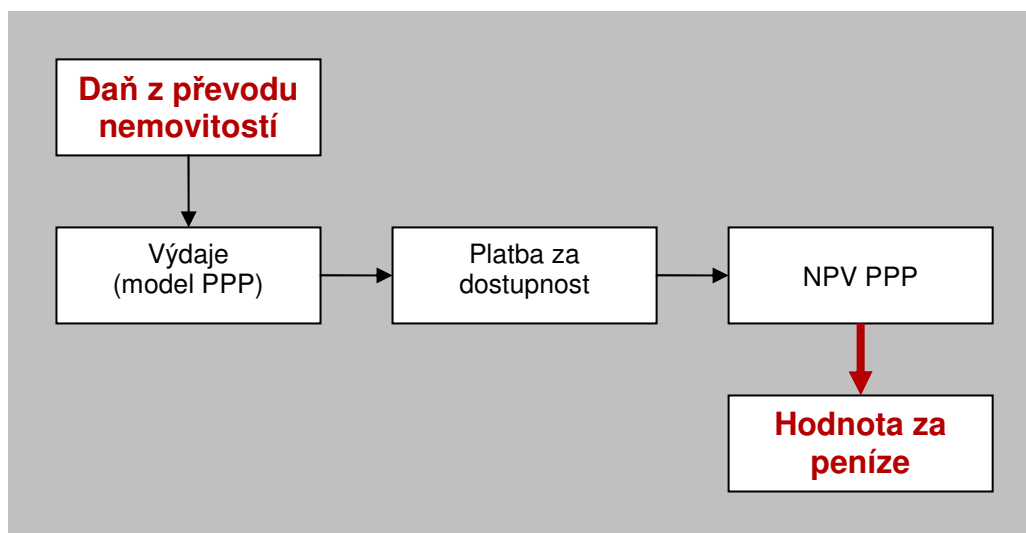 Daň z převodu
nemovitostí
Výdaje
(model PPP)
Platba za
dostupnost
NPV PPP
Hodnota za
peníze